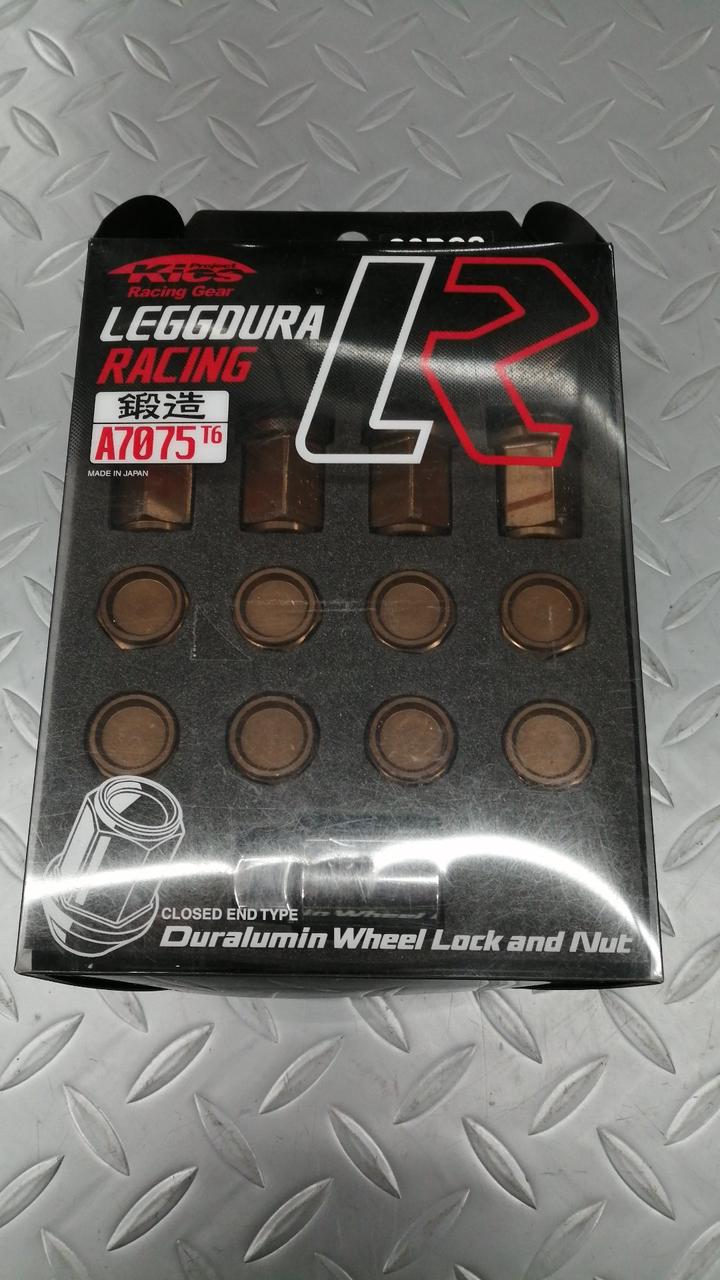 Project
Kics
Racing Gear
LEGGDURA
RACING
LR
鍛造
A7075 T6
MADE IN JAPAN
CLOSED END TYPE
Duralumin Wheel Lock and Nut